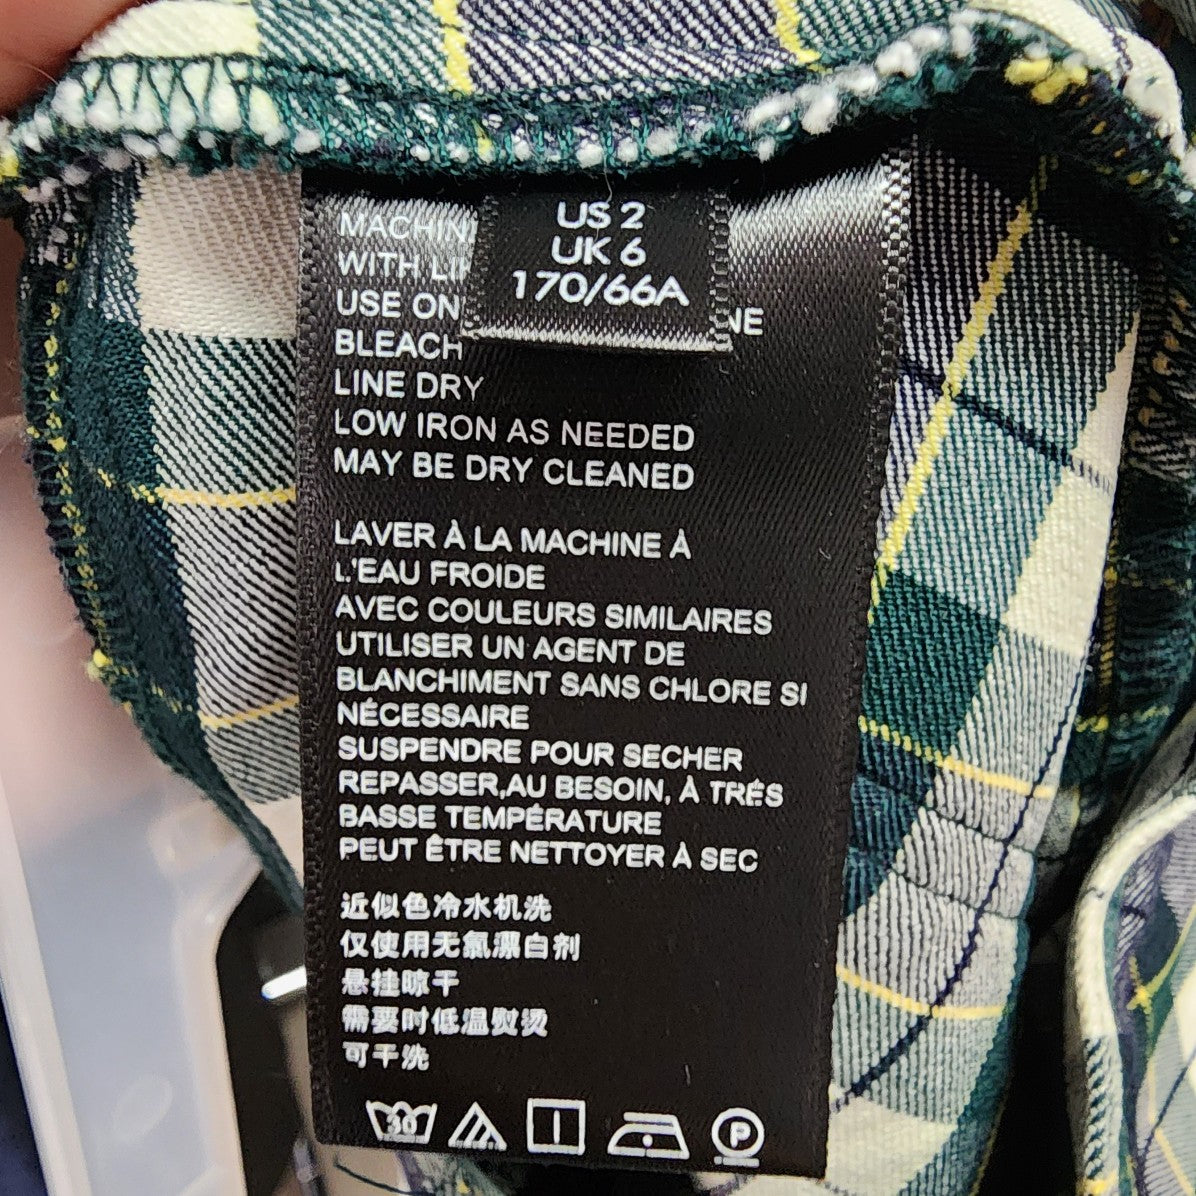 US 2
UK 6
170/66A
MACHIN
WITH LI
USE ON NE
BLEACH
LINE DRY
LOW IRON AS NEEDED
MAY BE DRY CLEANED
LAVER À LA MACHINE À
L'EAU FROIDE
AVEC COULEURS SIMILAIRES
UTILISER UN AGENT DE
BLANCHIMENT SANS CHLORE SI
NÉCESSAIRE
SUSPENDRE POUR SECHER
REPASSER,AU BESOIN, À TRÉS
BASSE TEMPÉRATURE
PEUT ÊTRE NETTOYER À SEC
近似色冷水机洗
仅使用无氯漂白剂
悬挂晾干
需要时低温熨烫
可干洗
30
P